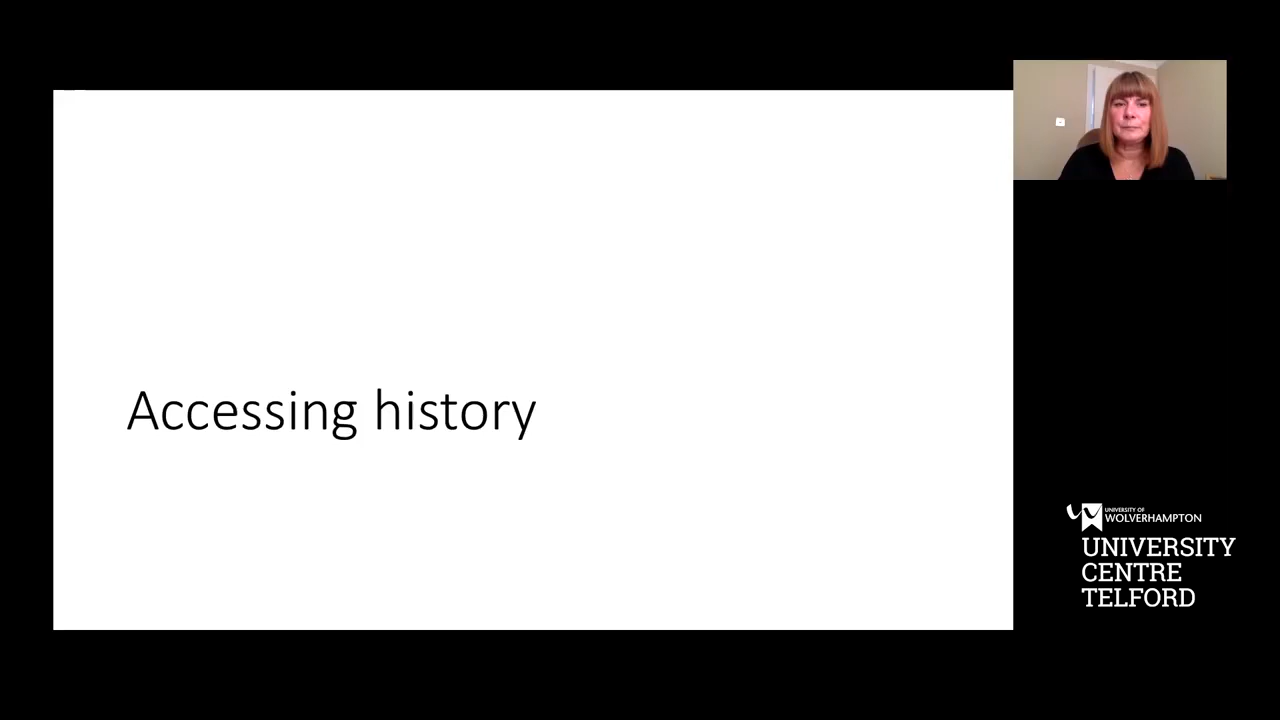 Accessing history
UNIVERSITY OF
WOLVERHAMPTON
UNIVERSITY
CENTRE
TELFORD